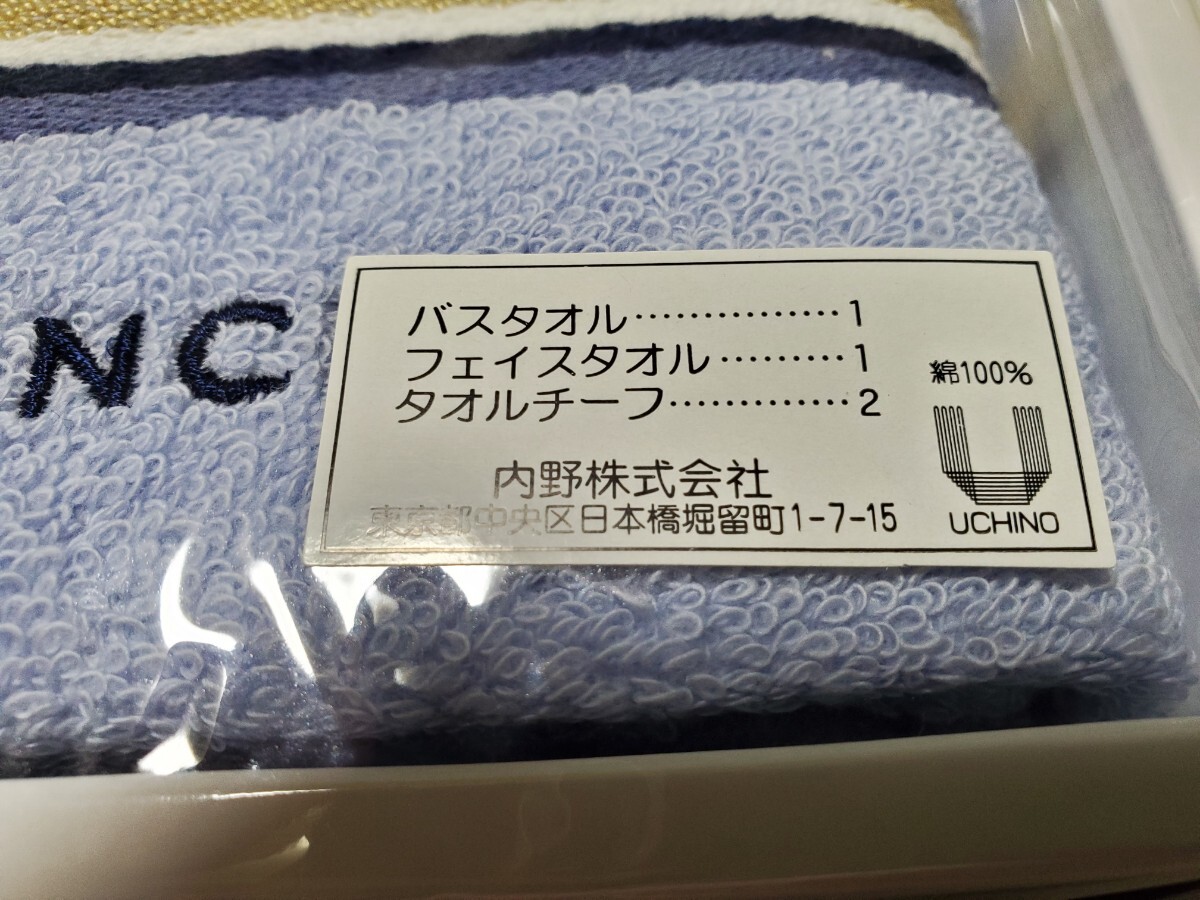 NC
バスタオル……………1
フェイスタオル………1
タオルチーフ…………2
綿100%
内野株式会社
東京都中央区日本橋堀留町1-7-15
UCHINO